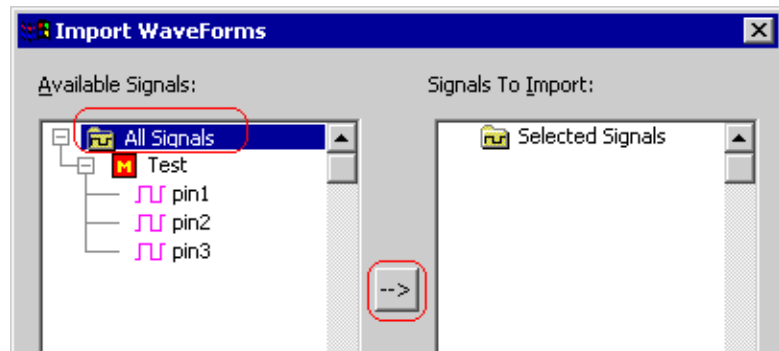 Import WaveForms
Available Signals:
Signals To Import:
All Signals
M Test
pin1
pin2
pin3
Selected Signals
-->